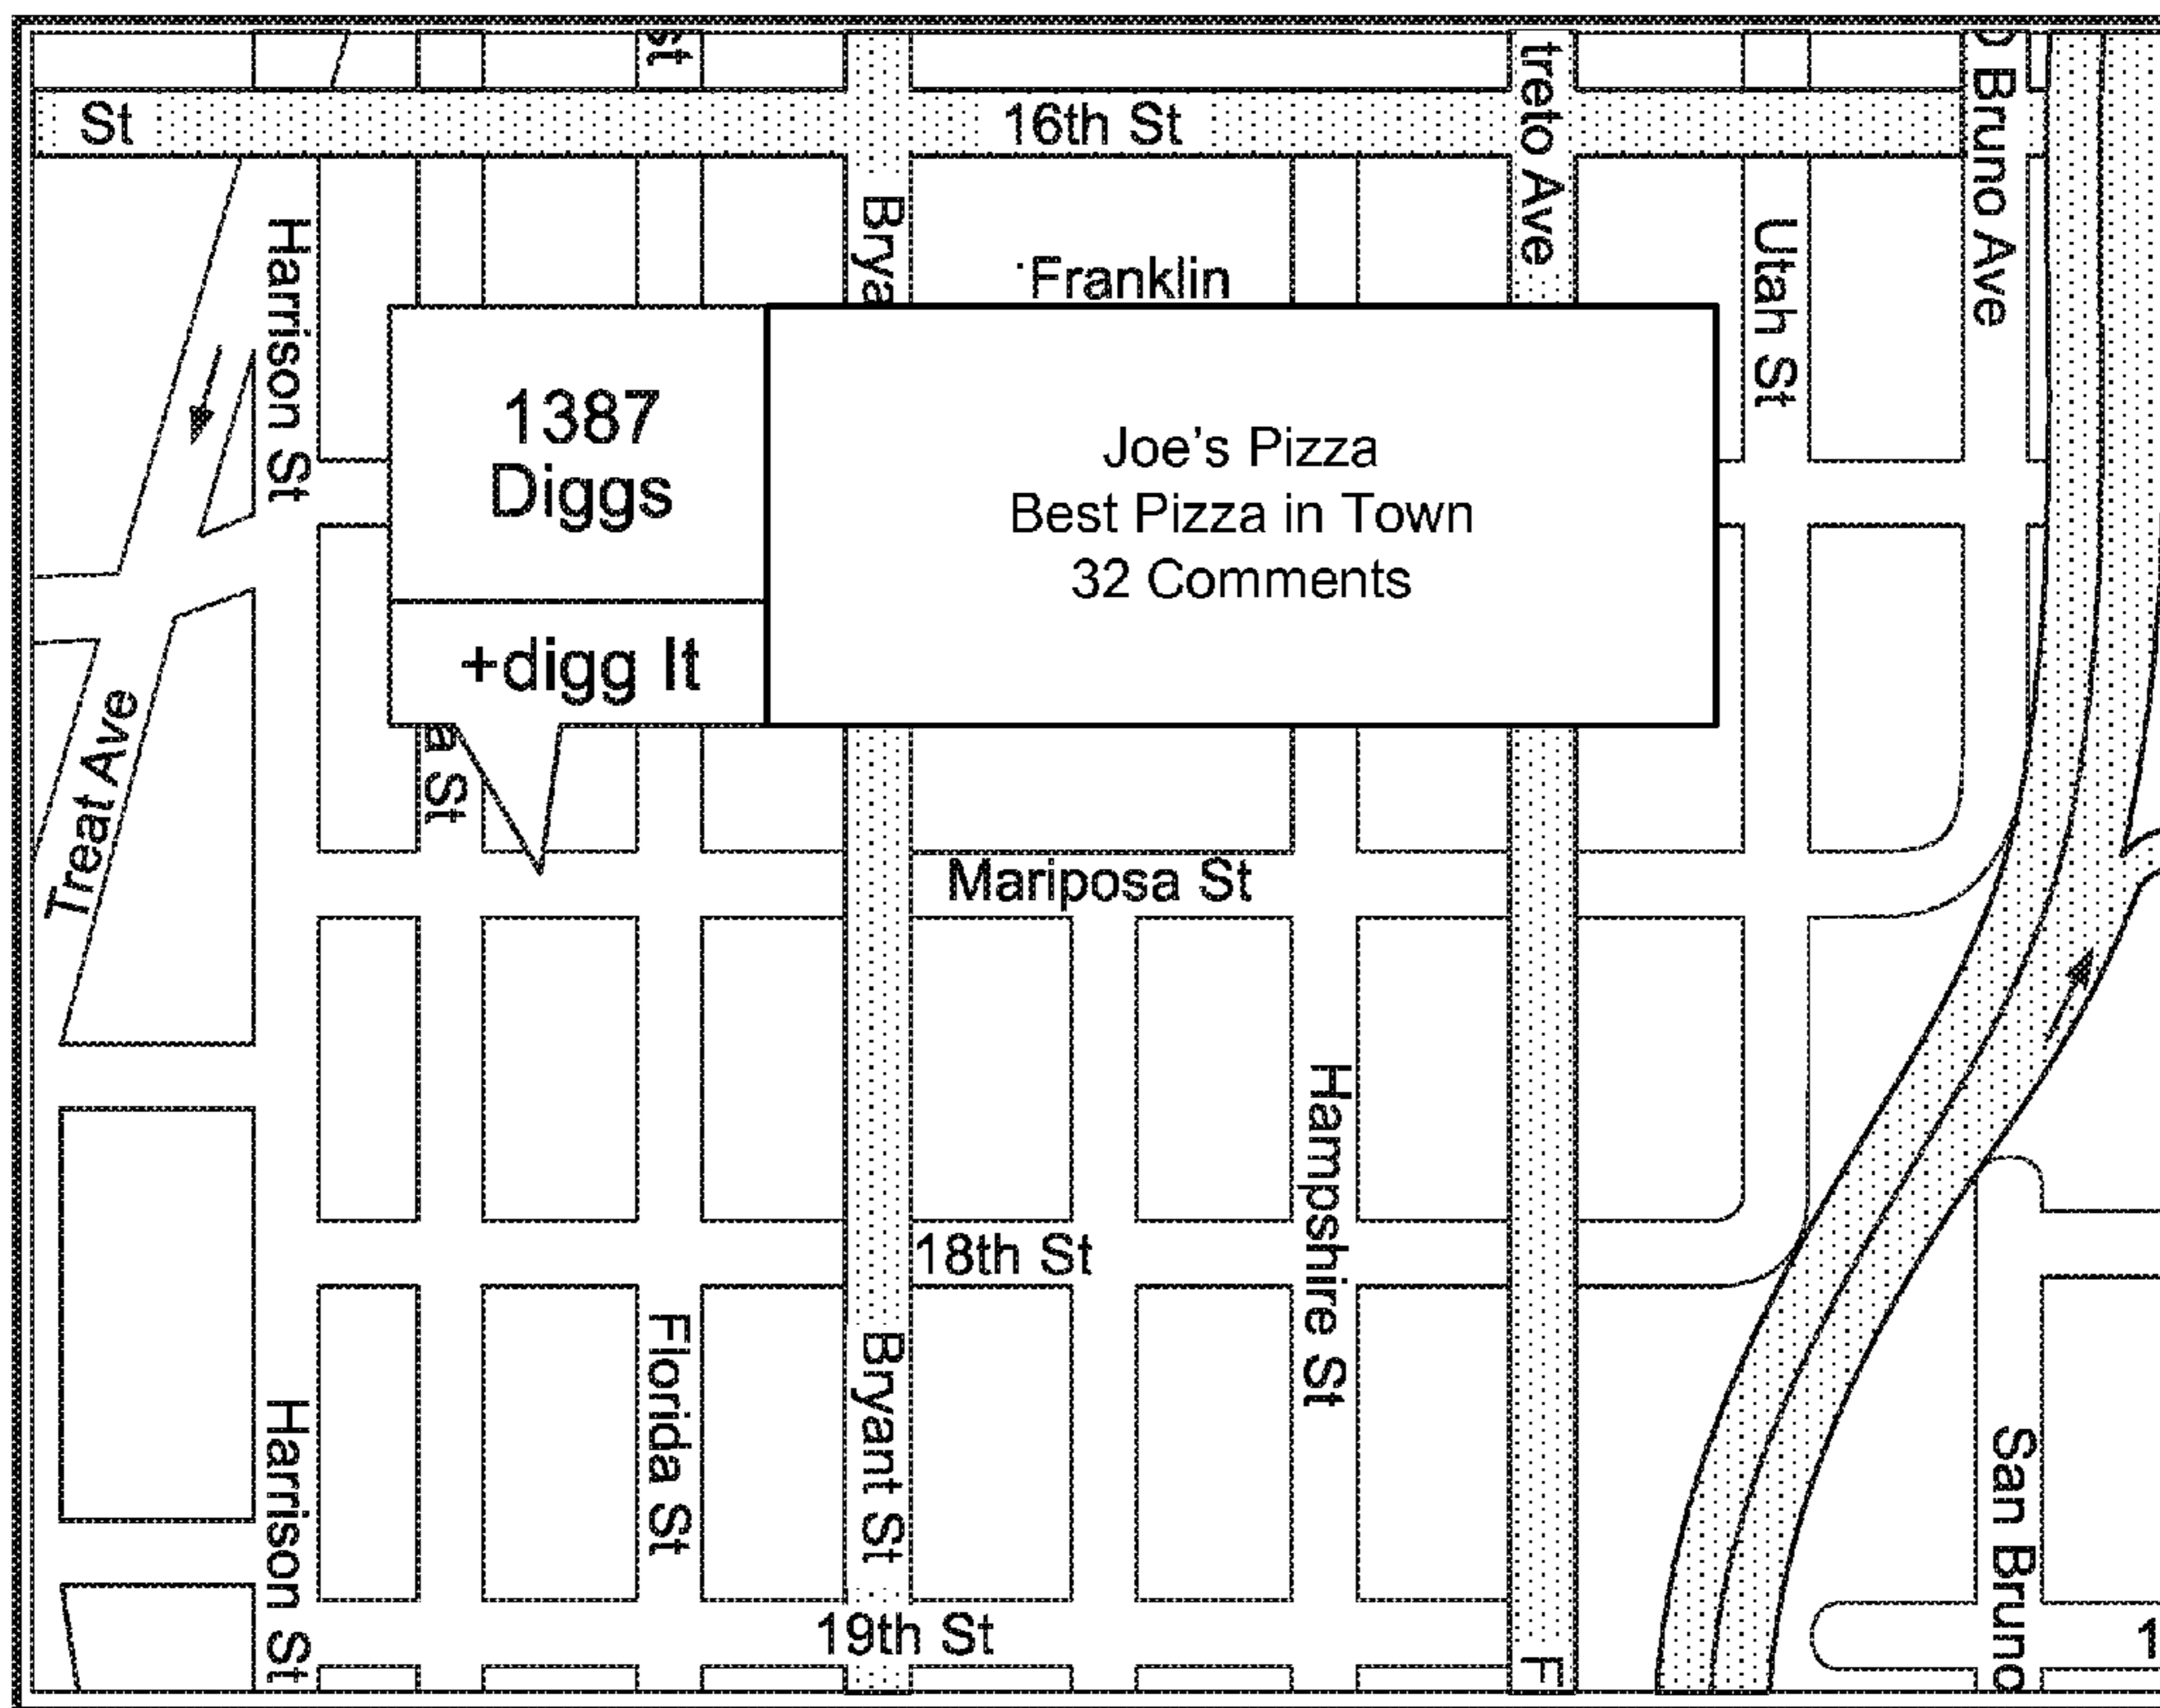 st
St
16th St
treto Ave
Bruno Ave
Harrison St
Brya
Franklin
Utah St
1387
Diggs
Joe's Pizza
Best Pizza in Town
32 Comments
+digg It
a St
Treat Ave
Mariposa St
Hampshire St
18th St
Florida St
Bryant St
Harrison St
San Bruno
19th St
F
1